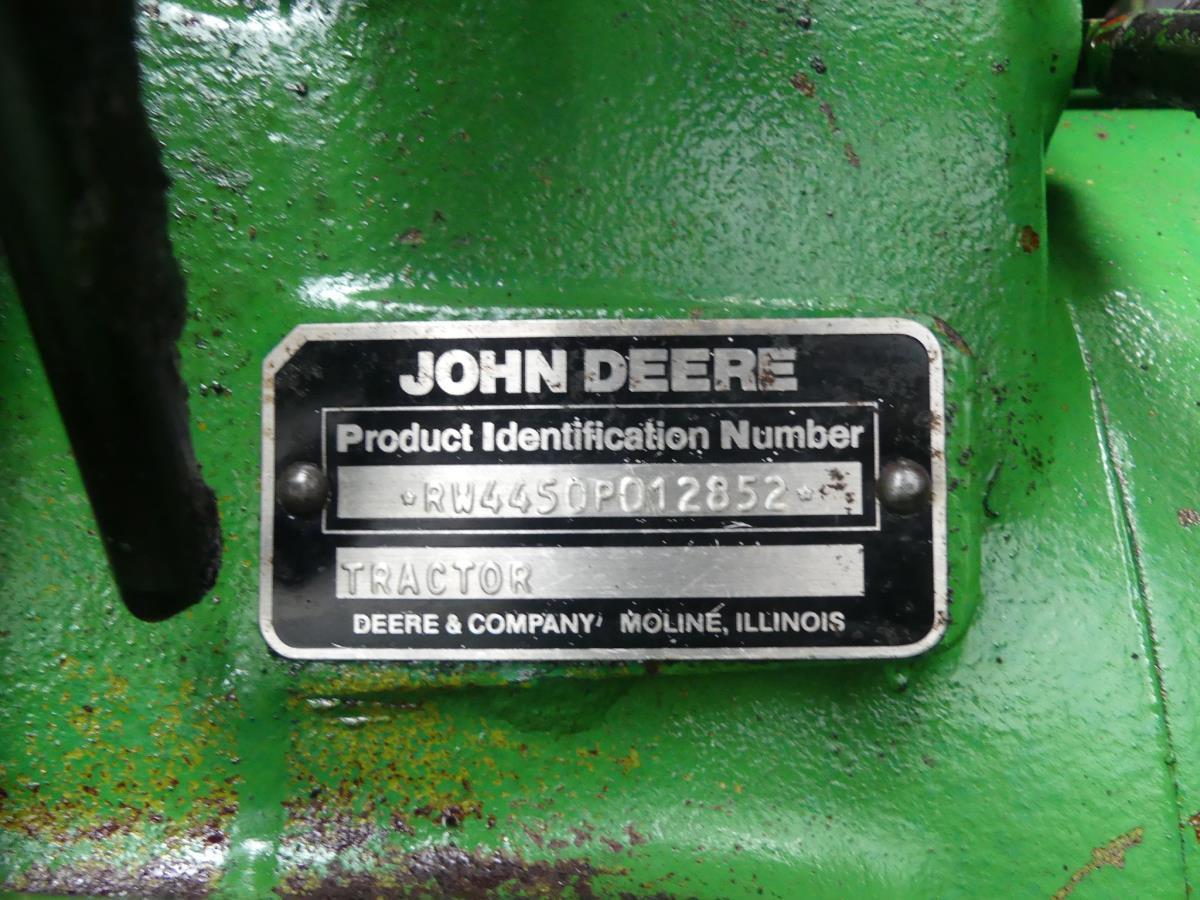 JOHN DEERE
Product Identification Number
*RW4450P012852*
TRACTOR
DEERE & COMPANY MOLINE, ILLINOIS